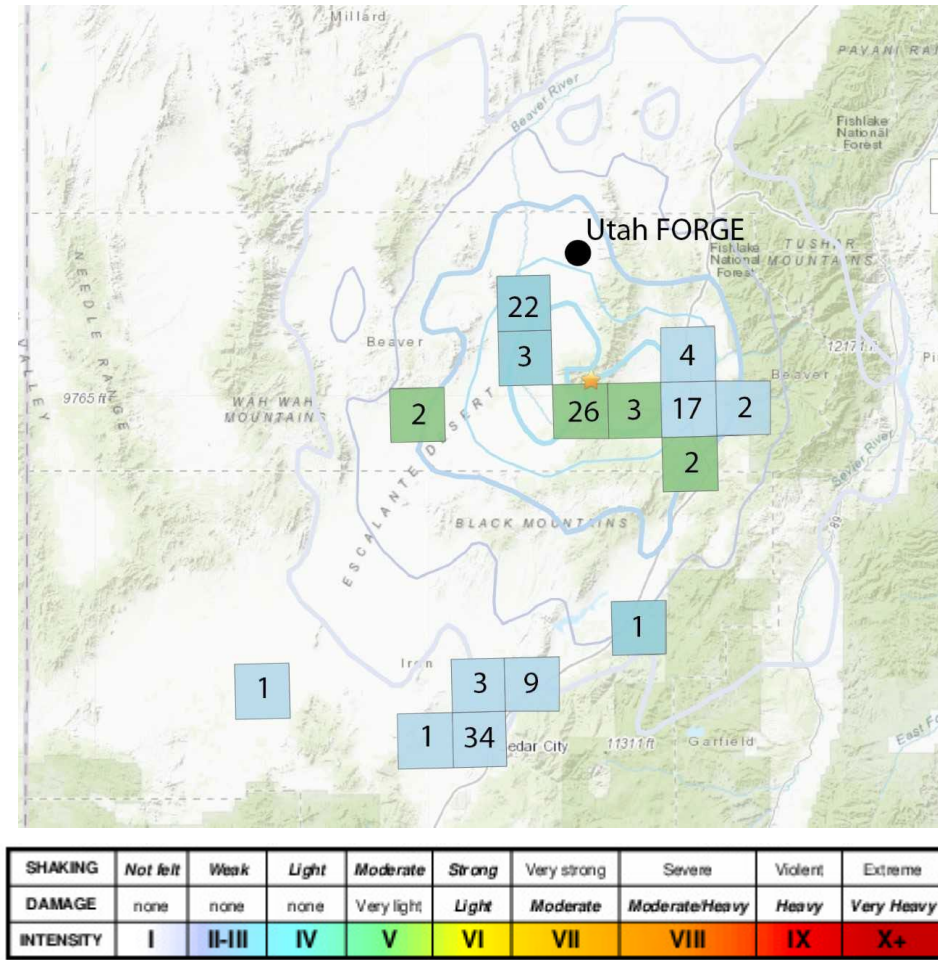 Millard
PAVANI RA
Beaver River
Fishlake
National
Forest
Utah FORGE
Fishlake
National
Forest
TUSHAR
MOUNTAINS
NEEDLE RANGE
VALLEY
22
3
4
12171 ft
Beaver
Beaver
9765 ft
WAH WAH
MOUNTAINS
2
26
3
17
2
2
ESCALANTE DESERT
Sevier River
BLACK MOUNTAINS
89
1
Iron
1
3
9
1
34
edar City
11311 ft
Garfield
East Fo
SHAKING Not felt Weak Light Moderate Strong Very strong Severe Violent Extreme
DAMAGE none none none Very light Light Moderate Moderate/Heavy Heavy Very Heavy
INTENSITY I II-III IV V VI VII VIII IX X+